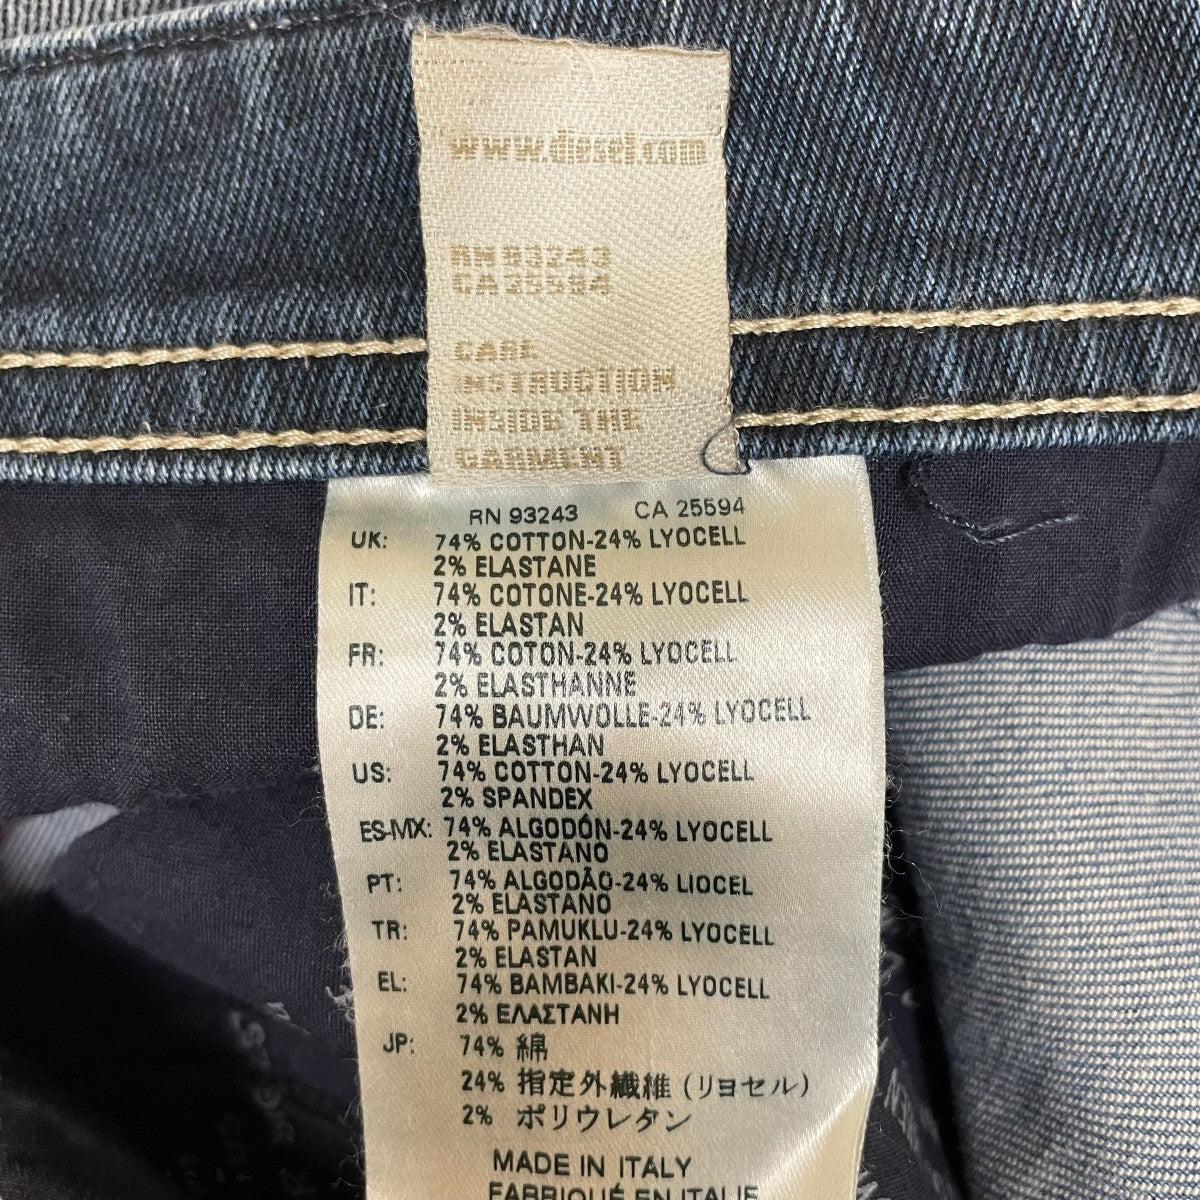 www.diesel.com
RN 93243
CA 25594
CARE
INSTRUCTION
INSIDE THE
GARMENT
RN 93243 CA 25594
UK: 74% COTTON-24% LYOCELL
2% ELASTANE
IT: 74% COTONE-24% LYOCELL
2% ELASTAN
FR: 74% COTON-24% LYOCELL
2% ELASTHANNE
DE: 74% BAUMWOLLE-24% LYOCELL
2% ELASTHAN
US: 74% COTTON-24% LYOCELL
2% SPANDEX
ES-MX: 74% ALGODÓN-24% LYOCELL
2% ELASTANO
PT: 74% ALGODÃO-24% LIOCEL
2% ELASTANO
TR: 74% PAMUKLU-24% LYOCELL
2% ELASTAN
EL: 74% BAMBAKI-24% LYOCELL
2% ΕΛΑΣΤΑΝΗ
JP: 74% 綿
24% 指定外繊維 (リヨセル)
2% ポリウレタン
MADE IN ITALY
FABRIQUÉ EN ITALIE